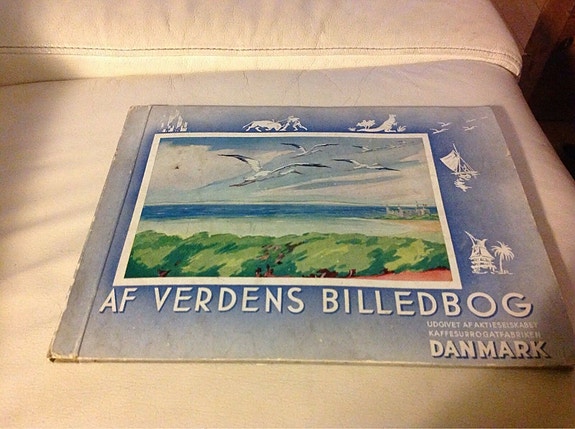 AF VERDENS BILLEDBOG
UDGIVET AF AKTIESELSKABET
KAFFESURROGATFABRIKEN
DANMARK